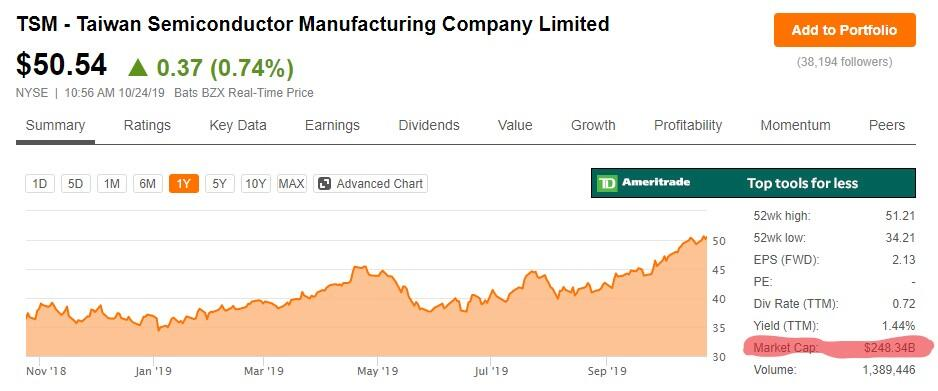 TSM - Taiwan Semiconductor Manufacturing Company Limited
Add to Portfolio
$50.54 ▲ 0.37 (0.74%)
(38,194 followers)
NYSE | 10:56 AM 10/24/19 Bats BZX Real-Time Price
Summary Ratings Key Data Earnings Dividends Value Growth Profitability Momentum Peers
1D 5D 1M 6M 1Y 5Y 10Y MAX Advanced Chart
TD Ameritrade Top tools for less
50
45
40
35
30
Nov '18 Jan '19 Mar '19 May '19 Jul '19 Sep '19
52wk high: 51.21
52wk low: 34.21
EPS (FWD): 2.13
PE: -
Div Rate (TTM): 0.72
Yield (TTM): 1.44%
Market Cap: $248.34B
Volume: 1,389,446